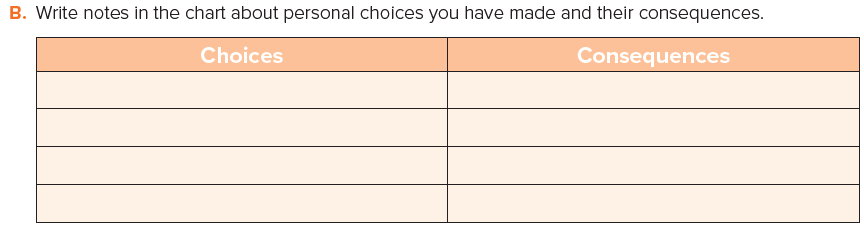 B. Write notes in the chart about personal choices you have made and their consequences.
Choices Consequences